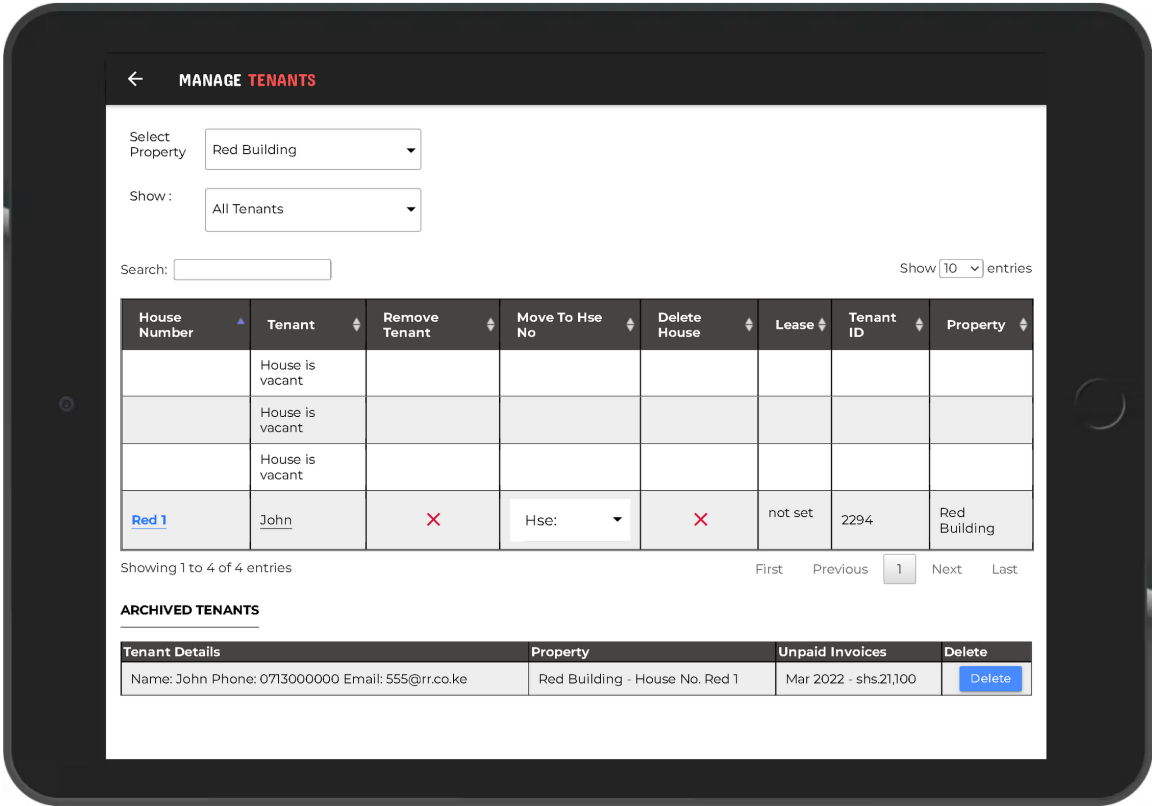 MANAGE TENANTS
Select
Property
Red Building
Show :
All Tenants
Search:
Show 10 entries
House
Number
Tenant
Remove
Tenant
Move To Hse
No
Delete
House
Lease
Tenant
ID
Property
House is
vacant
House is
vacant
House is
vacant
Red 1
John
Hse:
not set
2294
Red
Building
Showing 1 to 4 of 4 entries
First Previous 1 Next Last
ARCHIVED TENANTS
Tenant Details Property Unpaid Invoices Delete
Name: John Phone: 0713000000 Email: 555@rr.co.ke Red Building - House No. Red 1 Mar 2022 - shs.21,100 Delete